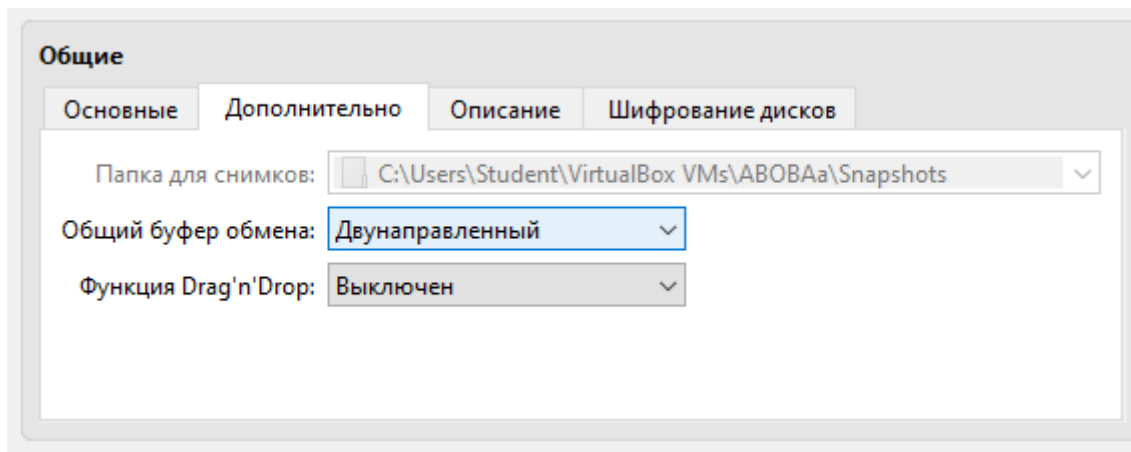 Общие
Основные Дополнительно Описание Шифрование дисков
Папка для снимков: C:\Users\Student\VirtualBox VMs\ABOBAa\Snapshots
Общий буфер обмена: Двунаправленный
Функция Drag'n'Drop: Выключен